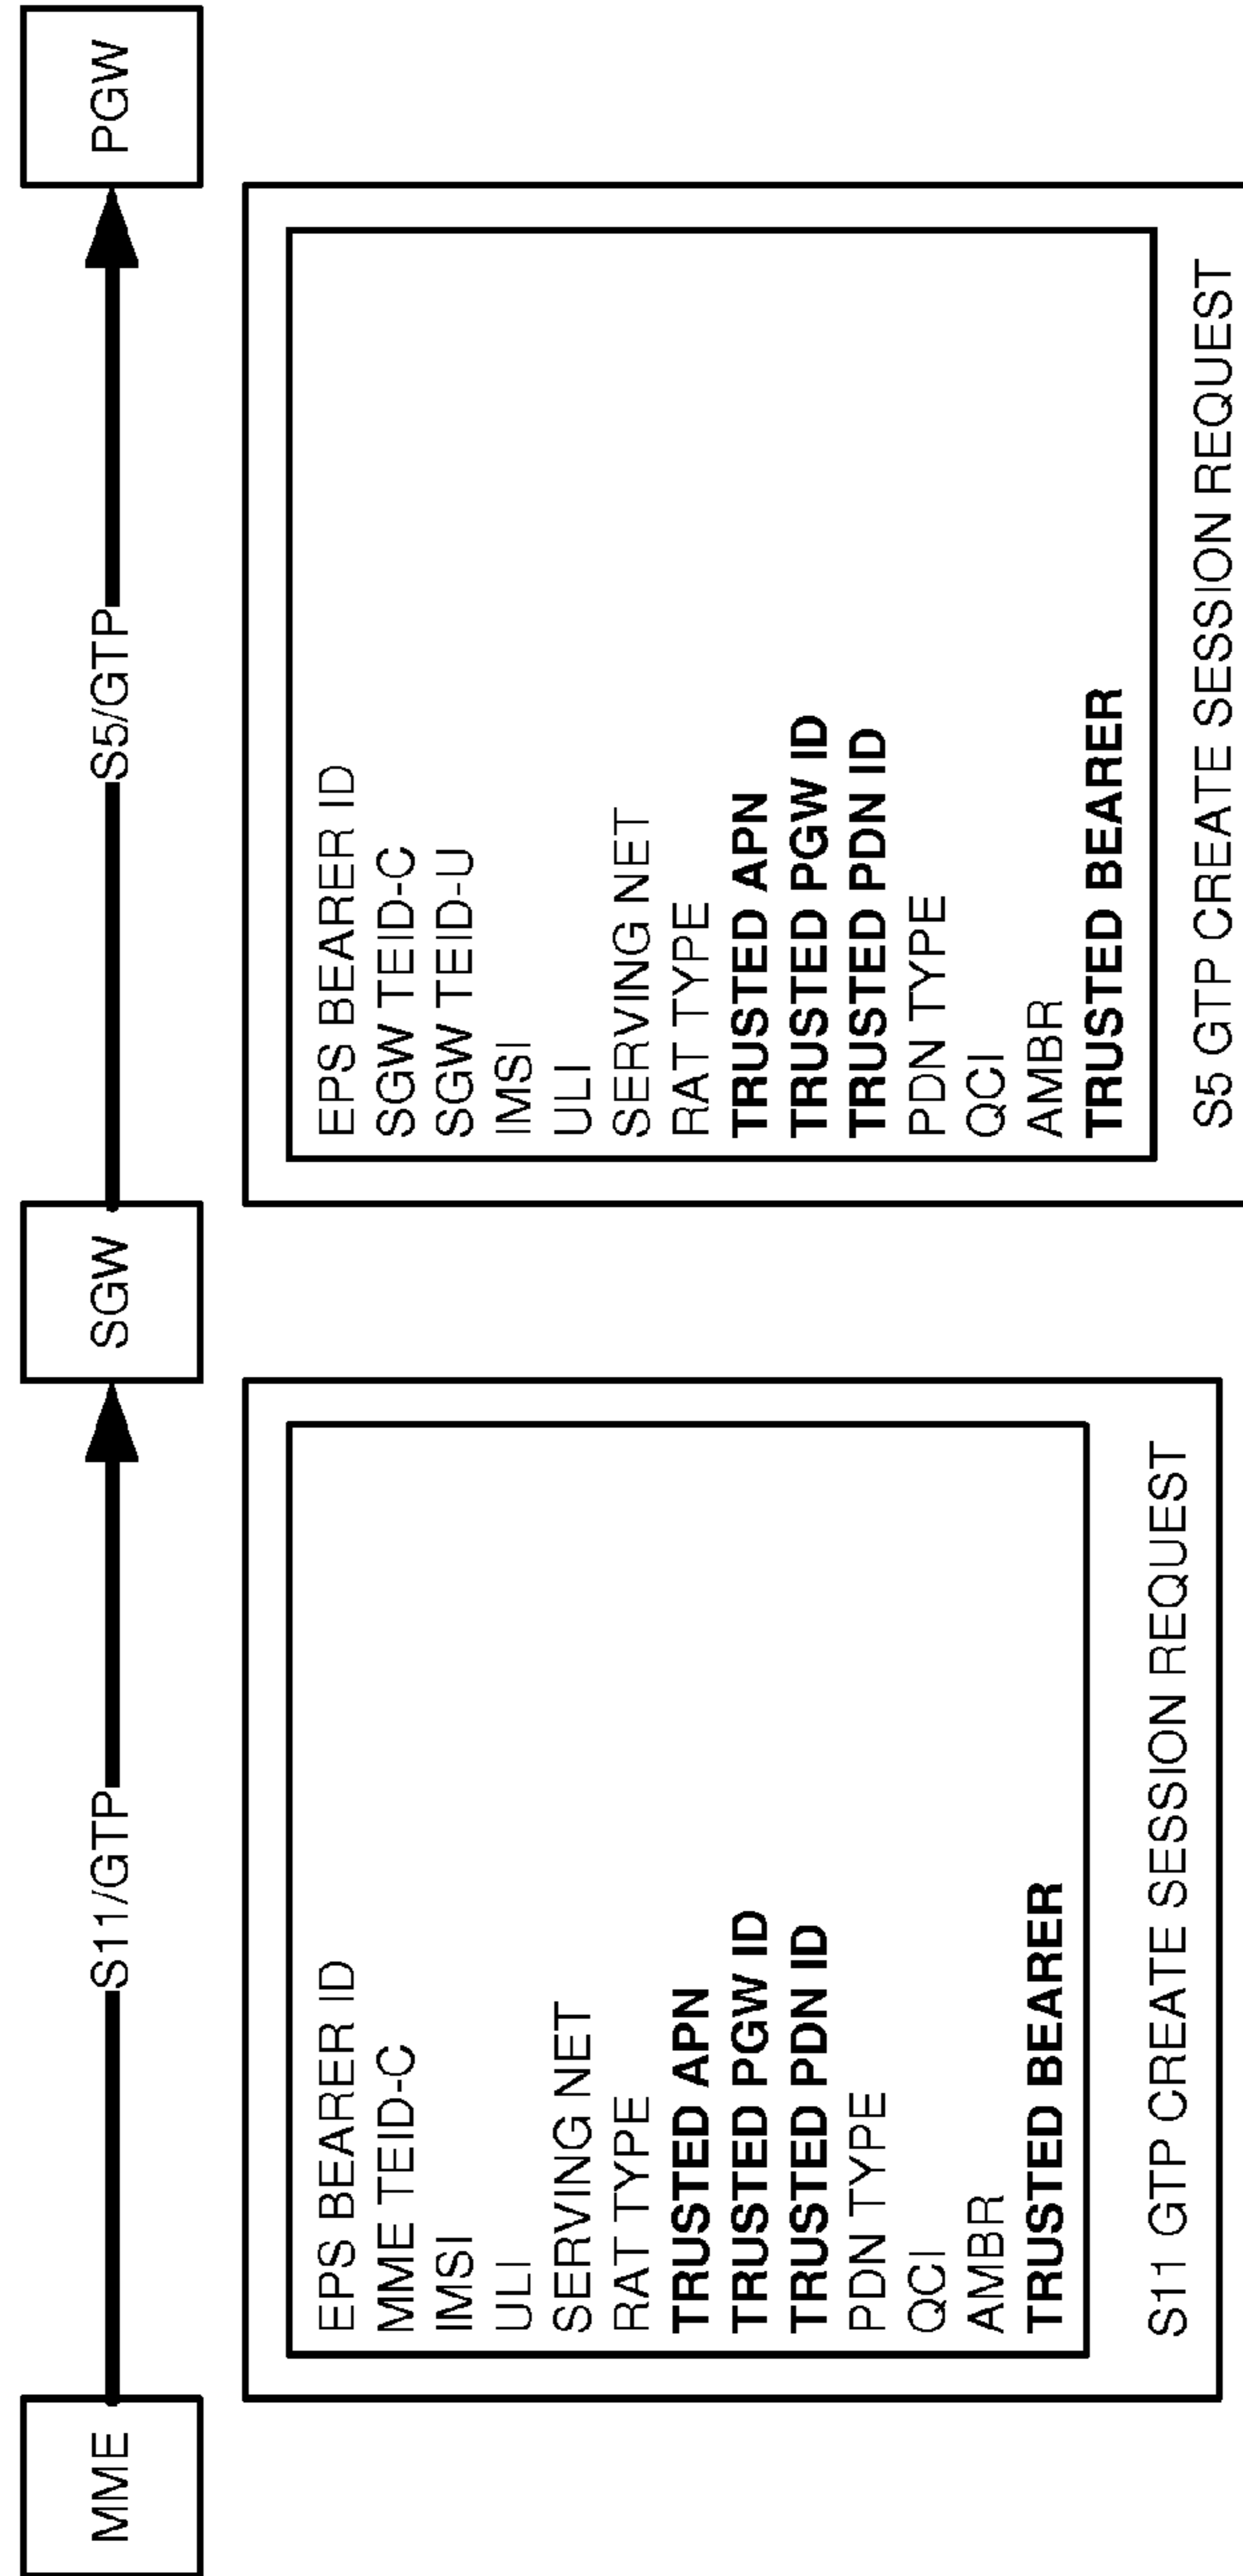 MME
S11/GTP
SGW
S5/GTP
PGW
EPS BEARER ID
MME TEID-C
IMSI
ULI
SERVING NET
RAT TYPE
TRUSTED APN
TRUSTED PGW ID
TRUSTED PDN ID
PDN TYPE
QCI
AMBR
TRUSTED BEARER
S11 GTP CREATE SESSION REQUEST
EPS BEARER ID
SGW TEID-C
SGW TEID-U
IMSI
ULI
SERVING NET
RAT TYPE
TRUSTED APN
TRUSTED PGW ID
TRUSTED PDN ID
PDN TYPE
QCI
AMBR
TRUSTED BEARER
S5 GTP CREATE SESSION REQUEST